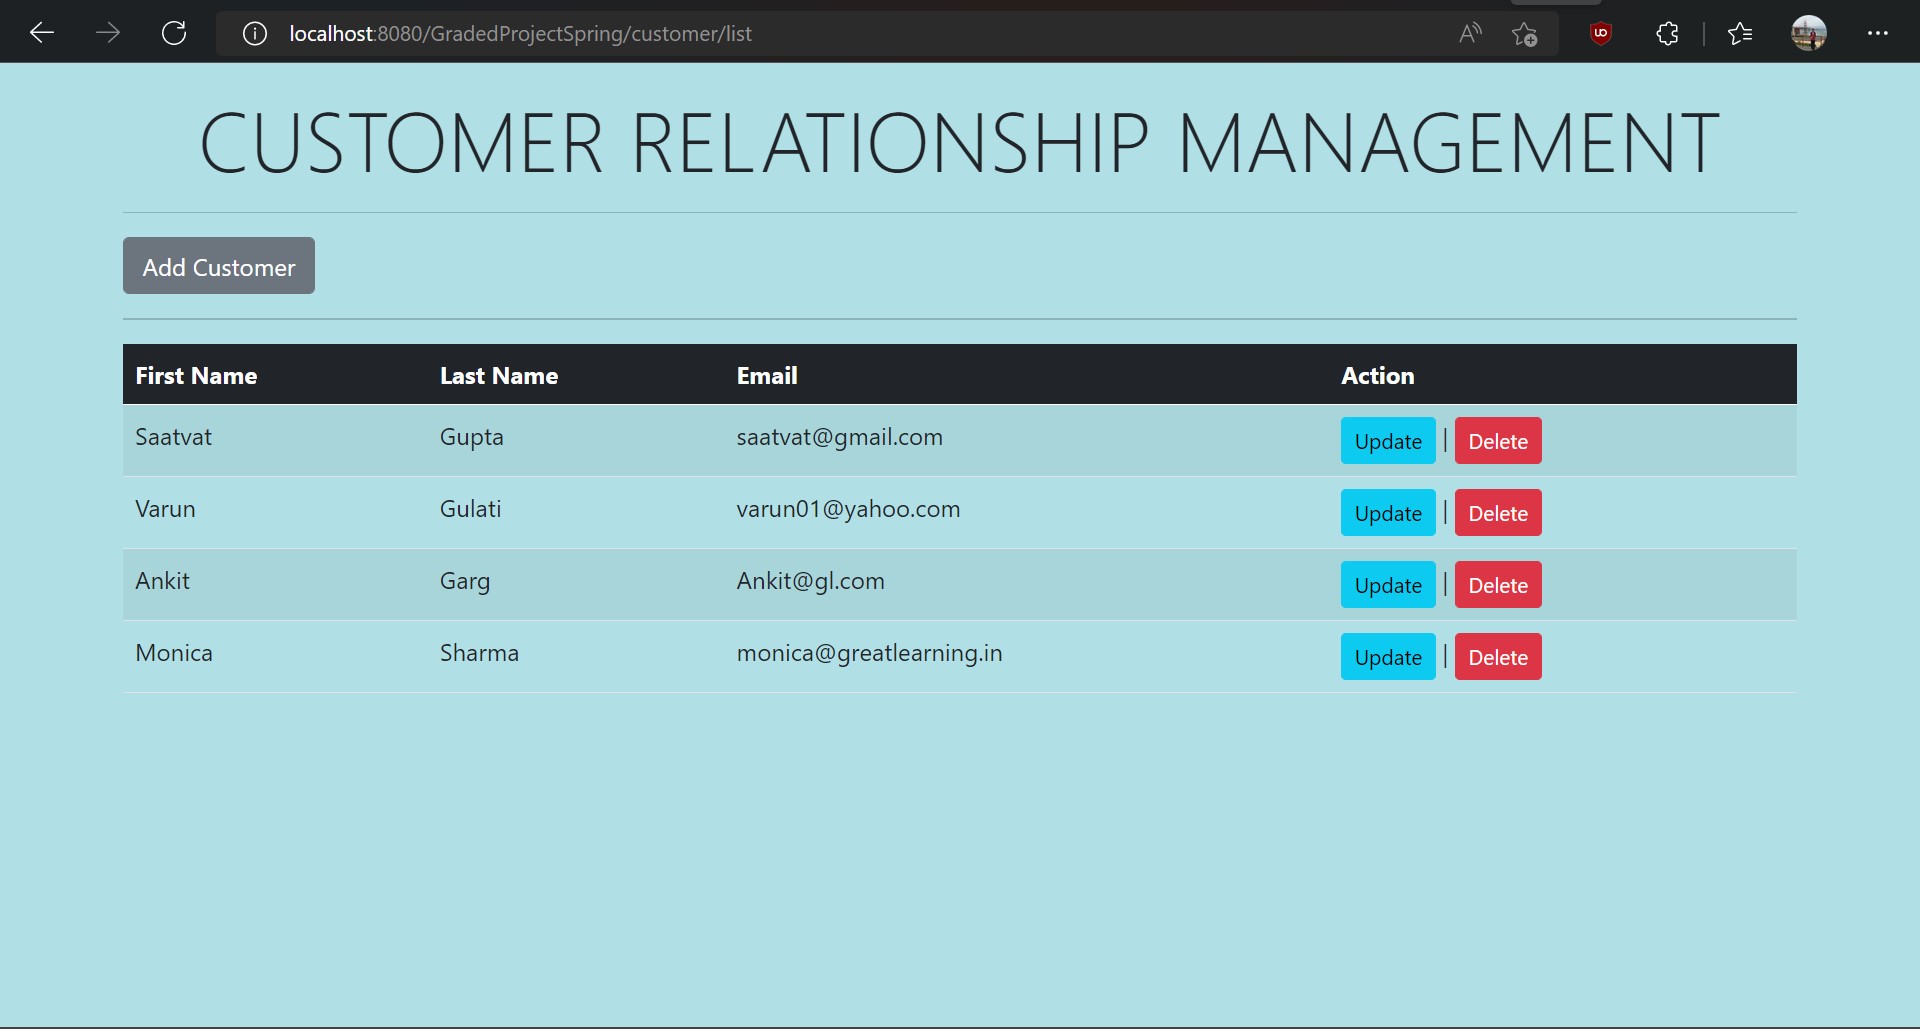 localhost:8080/GradedProjectSpring/customer/list
CUSTOMER RELATIONSHIP MANAGEMENT
Add Customer
First Name Last Name Email Action
Saatvat Gupta saatvat@gmail.com Update | Delete
Varun Gulati varun01@yahoo.com Update | Delete
Ankit Garg Ankit@gl.com Update | Delete
Monica Sharma monica@greatlearning.in Update | Delete